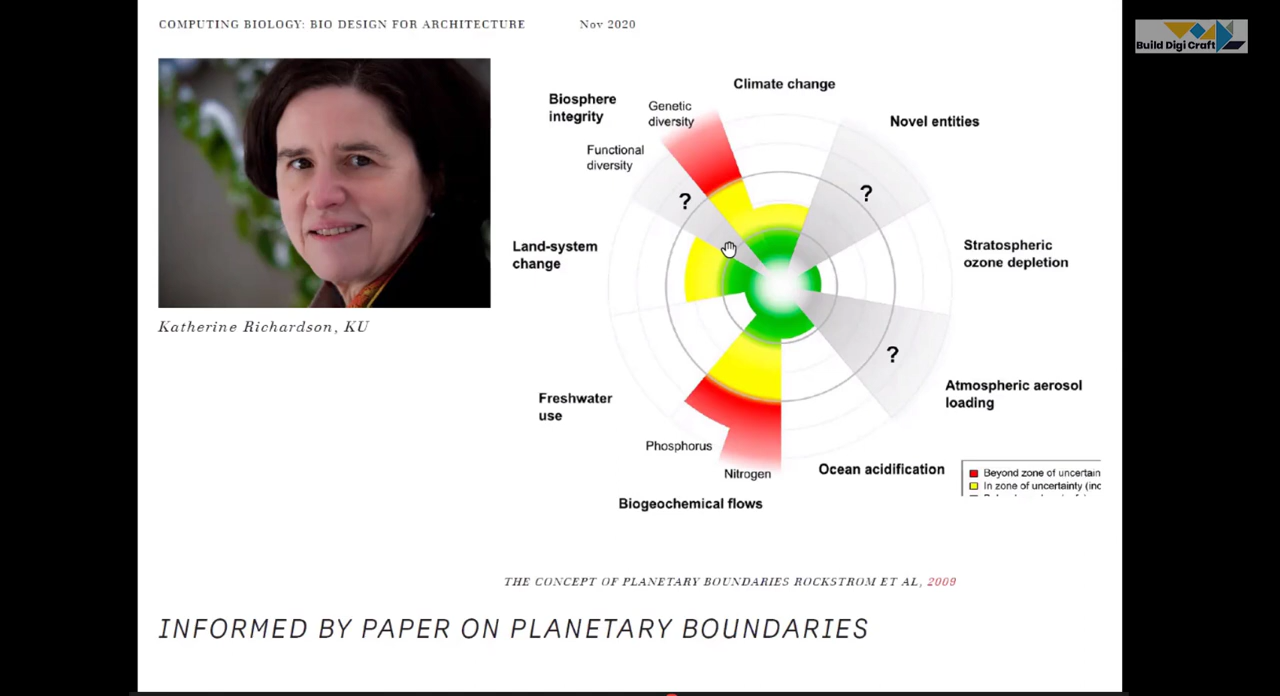 COMPUTING BIOLOGY: BIO DESIGN FOR ARCHITECTURE
Nov 2020
Build Digi Craft
Climate change
Biosphere
integrity
Genetic
diversity
Novel entities
Functional
diversity
?
?
Land-system
change
Stratospheric
ozone depletion
Katherine Richardson, KU
?
Atmospheric aerosol
loading
Freshwater
use
Phosphorus
Nitrogen
Ocean acidification
Biogeochemical flows
Beyond zone of uncertain
In zone of uncertainty (inc
THE CONCEPT OF PLANETARY BOUNDARIES ROCKSTROM ET AL, 2009
INFORMED BY PAPER ON PLANETARY BOUNDARIES